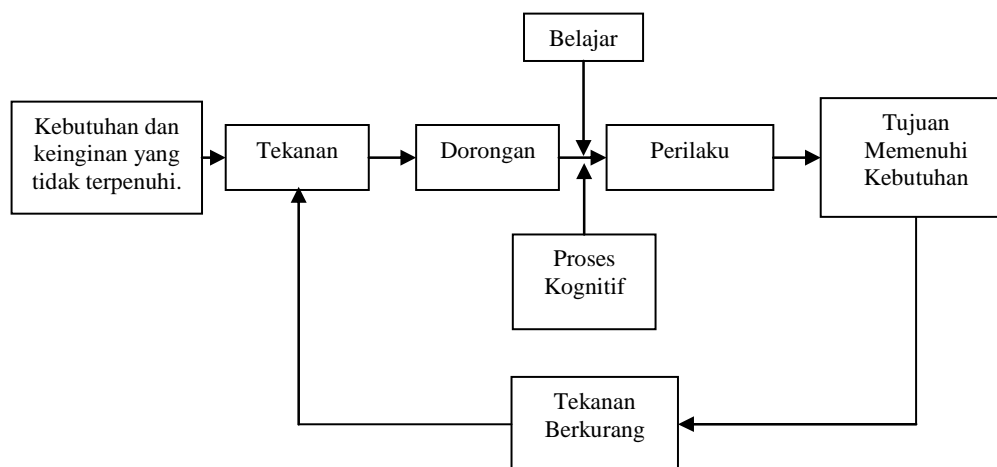 Belajar
Kebutuhan dan
keinginan yang
tidak terpenuhi.
Tekanan
Dorongan
Perilaku
Tujuan
Memenuhi
Kebutuhan
Proses
Kognitif
Tekanan
Berkurang